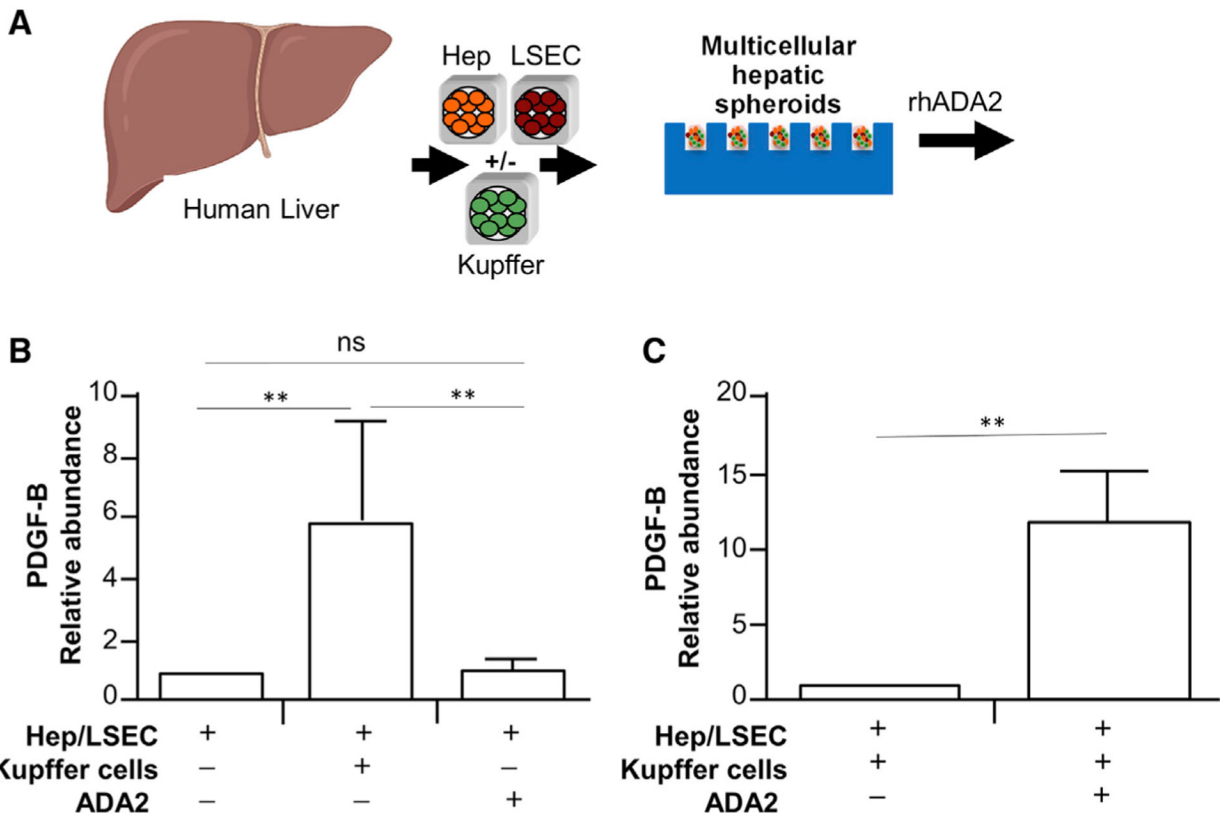 A
Human Liver
Hep LSEC
+/-
Kupffer
Multicellular
hepatic
spheroids
rhADA2
B
ns
** **
PDGF-B
Relative abundance
10
8
6
4
2
0
Hep/LSEC + + +
Kupffer cells – + –
ADA2 – – +
C
**
PDGF-B
Relative abundance
20
15
10
5
0
Hep/LSEC + +
Kupffer cells + +
ADA2 – +